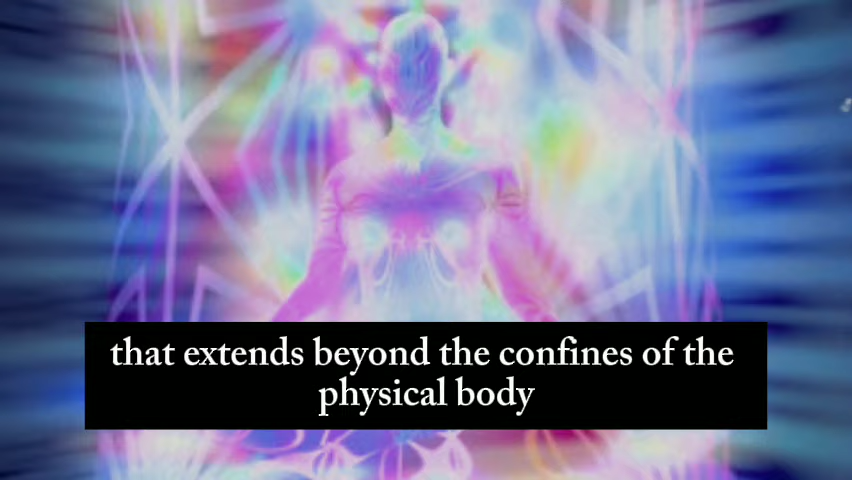 that extends beyond the confines of the
physical body